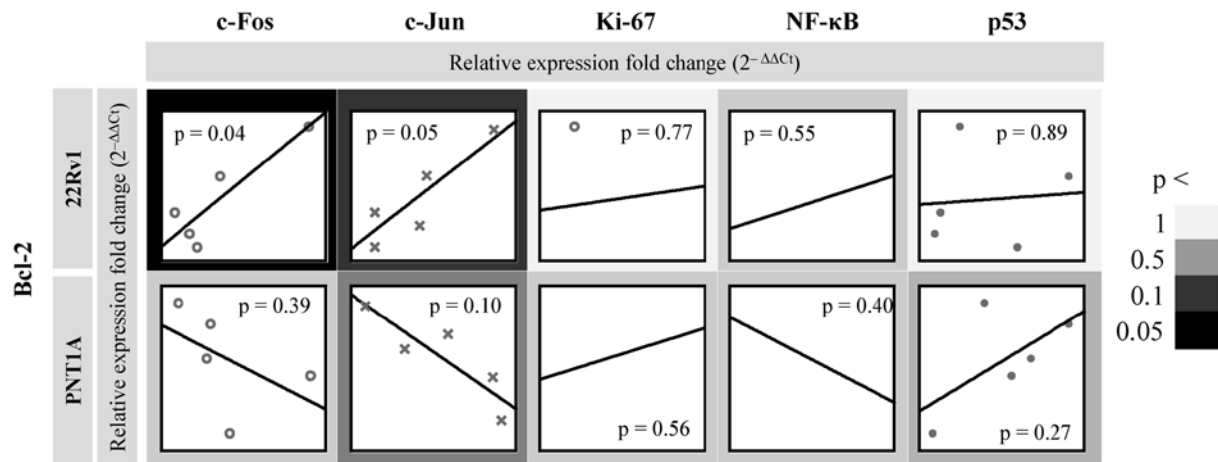 c-Fos c-Jun Ki-67 NF-κB p53
Relative expression fold change (2^−ΔΔCt)
Bcl-2
22Rv1
PNT1A
Relative expression fold change (2^−ΔΔCt)
p = 0.04 p = 0.05 p = 0.77 p = 0.55 p = 0.89
p = 0.39 p = 0.10 p = 0.56 p = 0.40 p = 0.27
p <
1
0.5
0.1
0.05